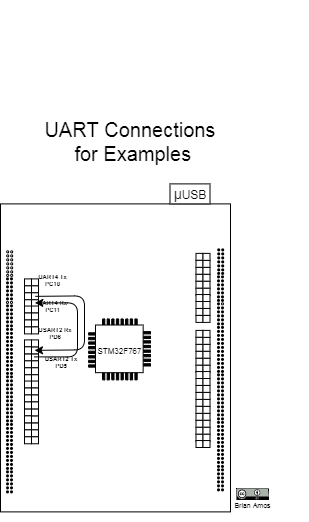 UART Connections
for Examples
µUSB
UART4 Tx
PC10
UART4 Rx
PC11
USART2 Rx
PD6
USART2 Tx
PD5
STM32F767
Brian Amos